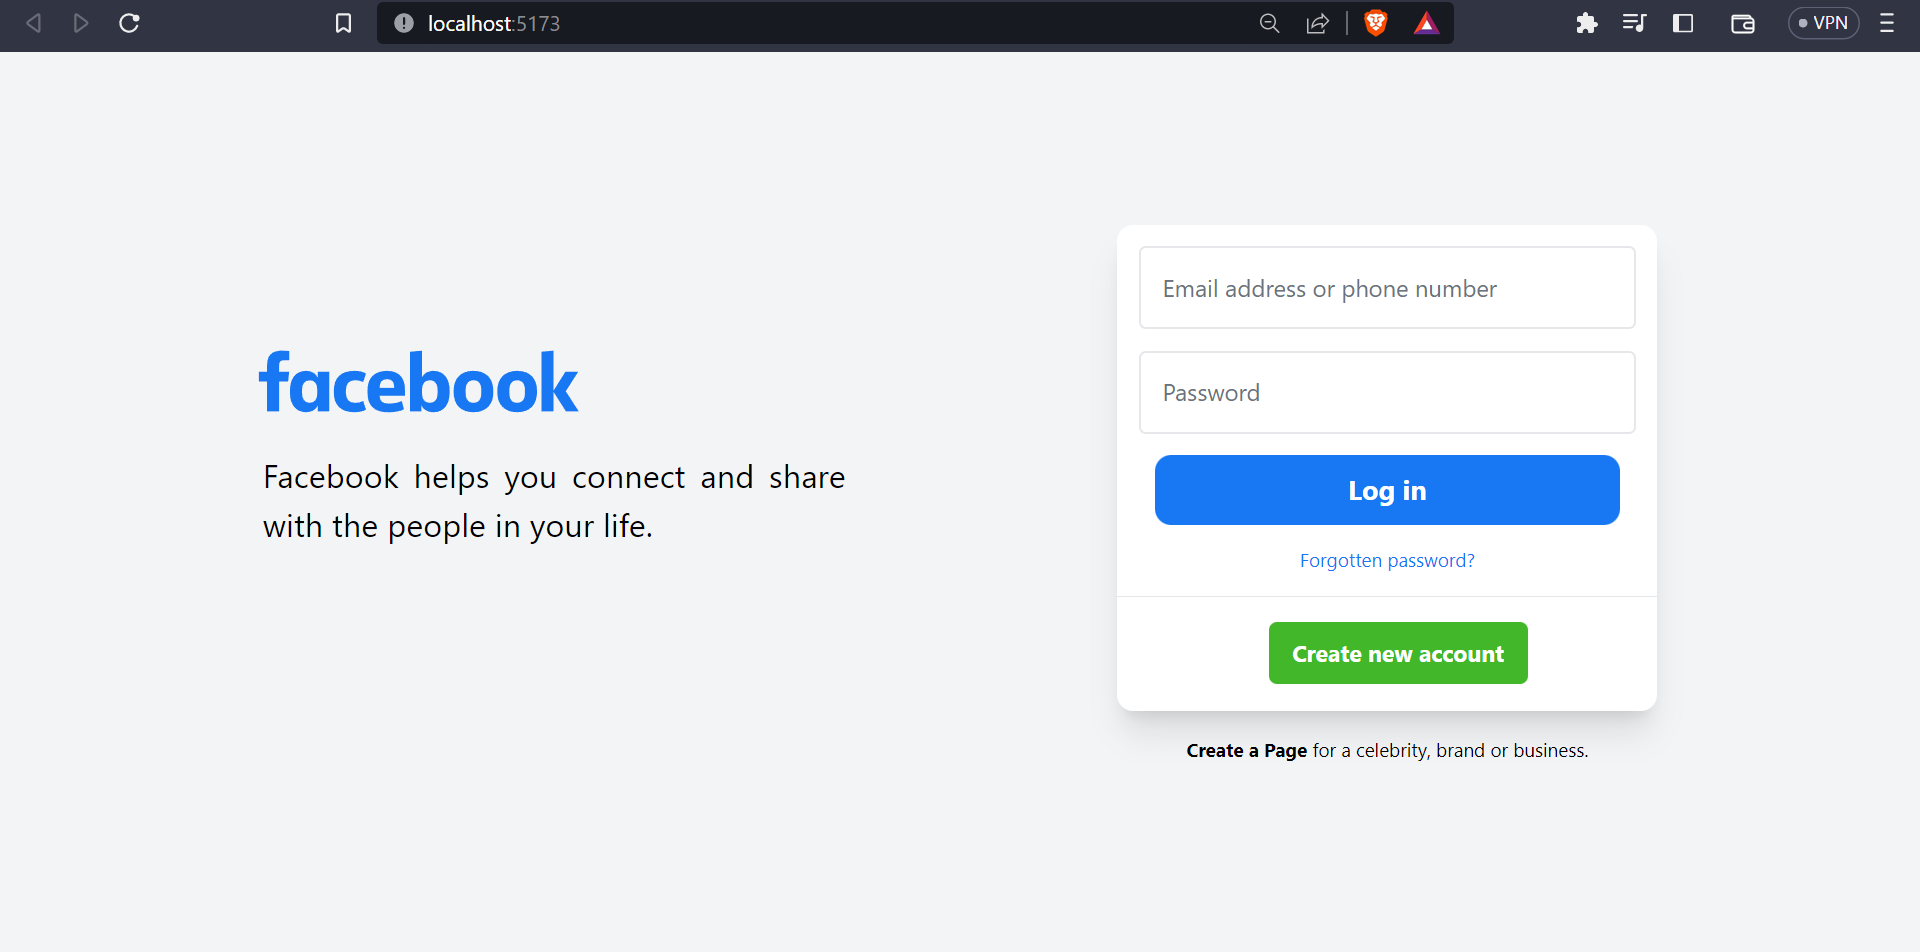 localhost:5173
VPN
facebook
Facebook helps you connect and share
with the people in your life.
Email address or phone number
Password
Log in
Forgotten password?
Create new account
Create a Page for a celebrity, brand or business.